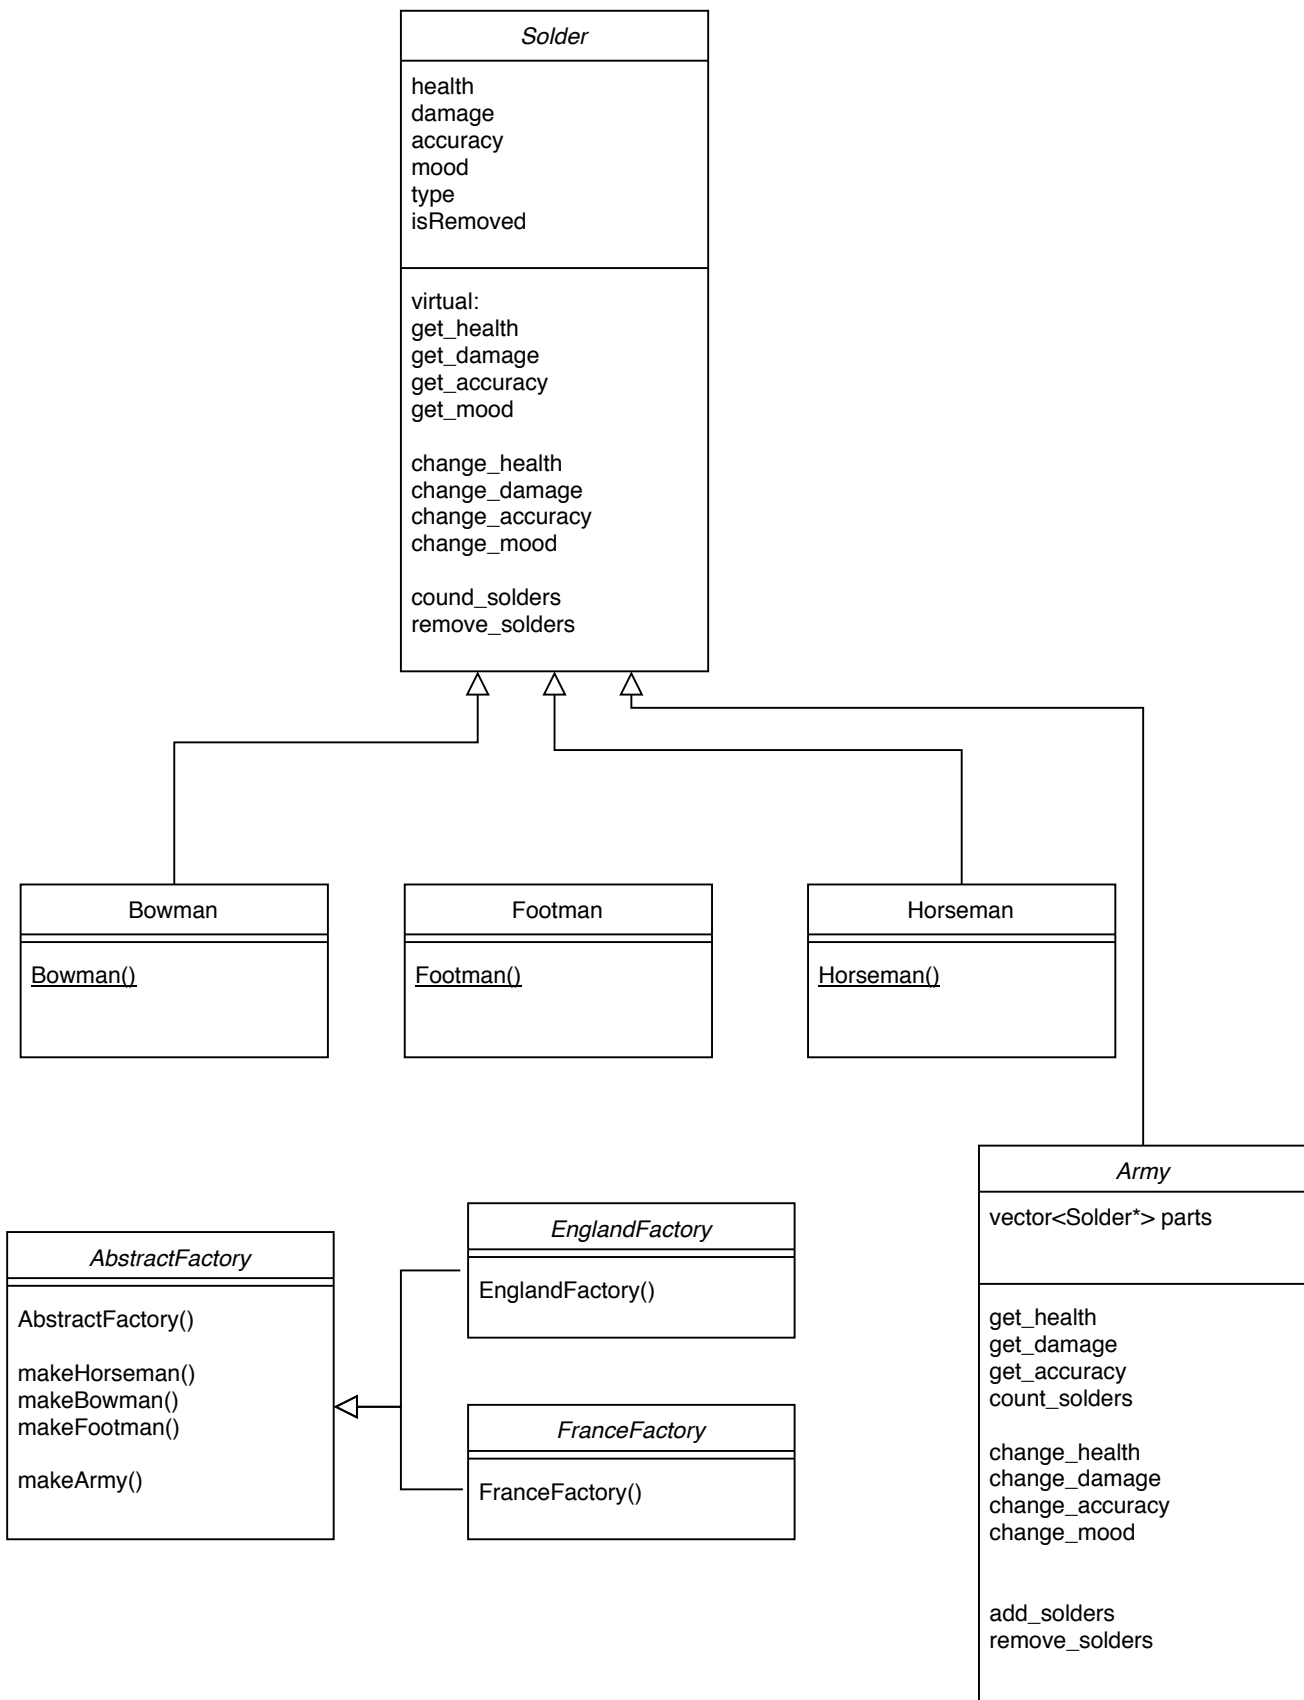 Solder
health
damage
accuracy
mood
type
isRemoved
virtual:
get_health
get_damage
get_accuracy
get_mood
change_health
change_damage
change_accuracy
change_mood
cound_solders
remove_solders
Bowman
Bowman()
Footman
Footman()
Horseman
Horseman()
AbstractFactory
AbstractFactory()
makeHorseman()
makeBowman()
makeFootman()
makeArmy()
EnglandFactory
EnglandFactory()
FranceFactory
FranceFactory()
Army
vector<Solder*> parts
get_health
get_damage
get_accuracy
count_solders
change_health
change_damage
change_accuracy
change_mood
add_solders
remove_solders